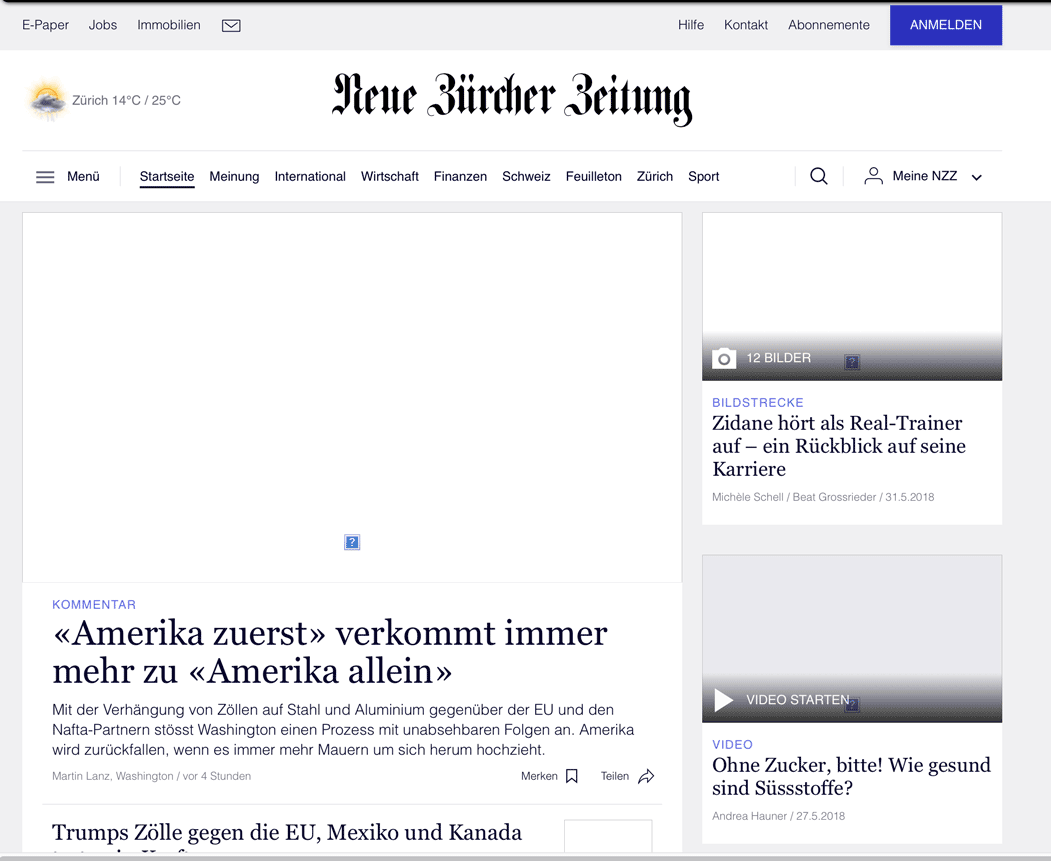 E-Paper Jobs Immobilien
Hilfe Kontakt Abonnemente ANMELDEN
Zürich 14°C / 25°C
Neue Zürcher Zeitung
Menü Startseite Meinung International Wirtschaft Finanzen Schweiz Feuilleton Zürich Sport
Meine NZZ
KOMMENTAR
«Amerika zuerst» verkommt immer
mehr zu «Amerika allein»
Mit der Verhängung von Zöllen auf Stahl und Aluminium gegenüber der EU und den
Nafta-Partnern stösst Washington einen Prozess mit unabsehbaren Folgen an. Amerika
wird zurückfallen, wenn es immer mehr Mauern um sich herum hochzieht.
Martin Lanz, Washington / vor 4 Stunden
Merken Teilen
Trumps Zölle gegen die EU, Mexiko und Kanada
12 BILDER
BILDSTRECKE
Zidane hört als Real-Trainer
auf – ein Rückblick auf seine
Karriere
Michèle Schell / Beat Grossrieder / 31.5.2018
VIDEO STARTEN
VIDEO
Ohne Zucker, bitte! Wie gesund
sind Süssstoffe?
Andrea Hauner / 27.5.2018